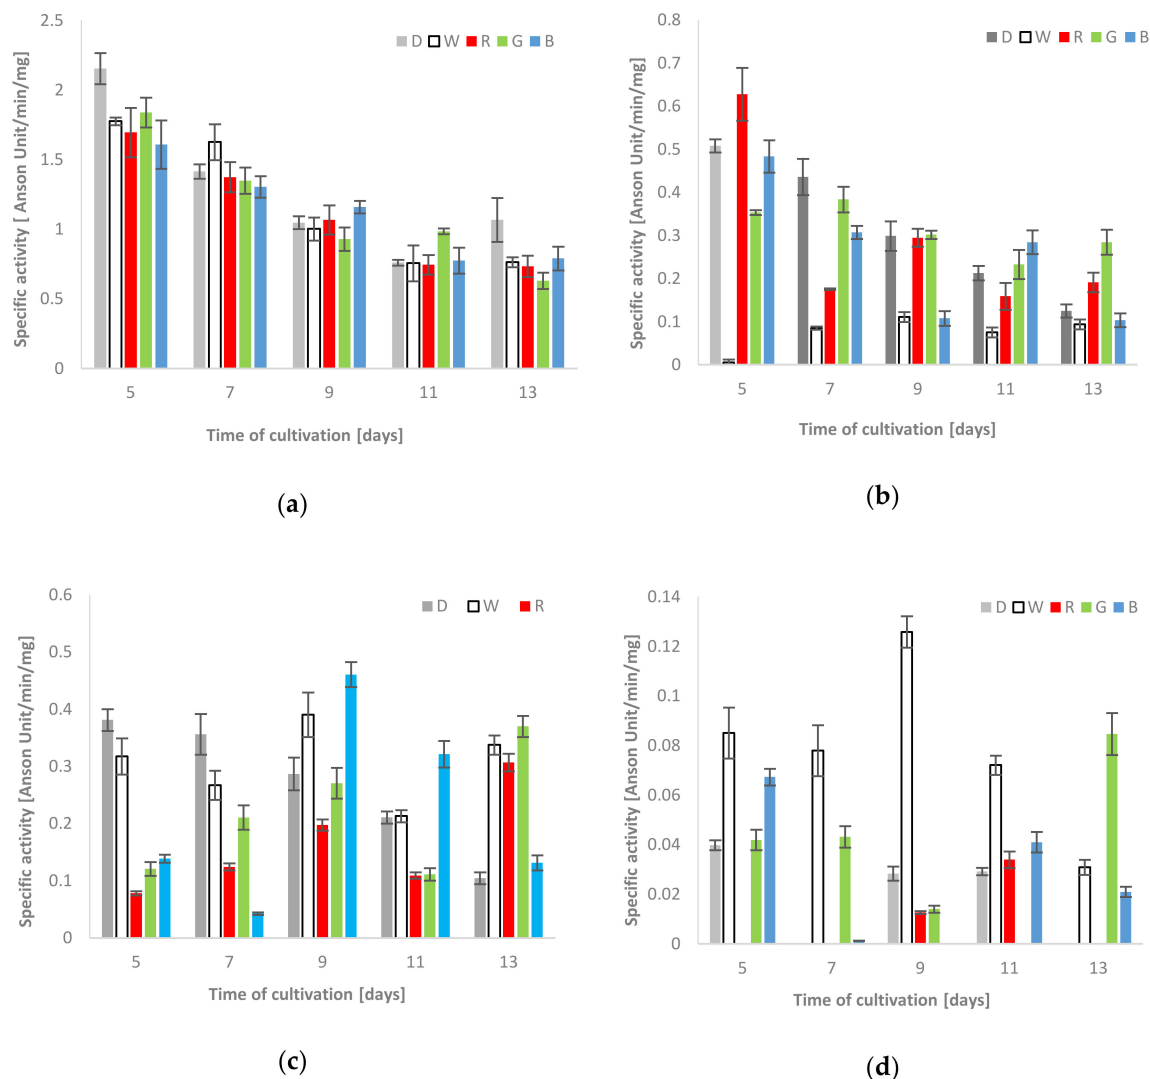 Specific activity [ Anson Unit/min/mg]
2.5
2
1.5
1
0.5
0
D W R G B
5 7 9 11 13
Time of cultivation [days]
(a)
Specific activity [Anson Unit/min/mg]
0.8
0.7
0.6
0.5
0.4
0.3
0.2
0.1
0
D W R G B
5 7 9 11 13
Time of cultivation [days]
(b)
Specific activity [Anson Unit/min/mg]
0.6
0.5
0.4
0.3
0.2
0.1
0
D W R
5 7 9 11 13
Time of cultivation [days]
(c)
Specific activity [Anson Unit/min/mg]
0.14
0.12
0.1
0.08
0.06
0.04
0.02
0
D W R G B
5 7 9 11 13
Time of cultivation [days]
(d)